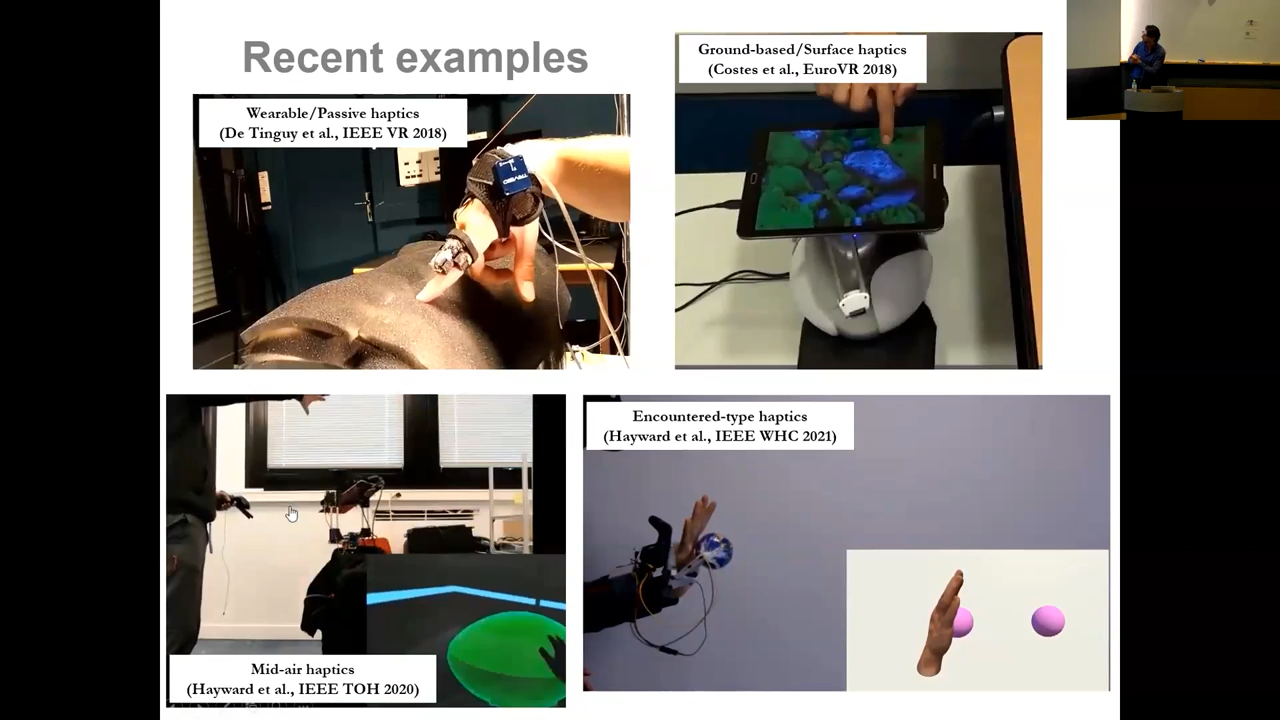 Recent examples
Wearable/Passive haptics
(De Tinguy et al., IEEE VR 2018)
Ground-based/Surface haptics
(Costes et al., EuroVR 2018)
Mid-air haptics
(Hayward et al., IEEE TOH 2020)
Encountered-type haptics
(Hayward et al., IEEE WHC 2021)